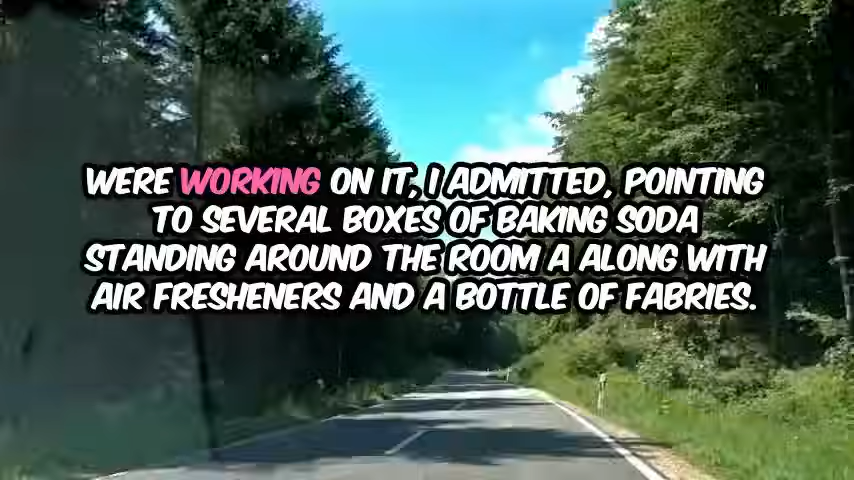 WERE WORKING ON IT, I ADMITTED, POINTING
TO SEVERAL BOXES OF BAKING SODA
STANDING AROUND THE ROOM A ALONG WITH
AIR FRESHENERS AND A BOTTLE OF FABRIES.